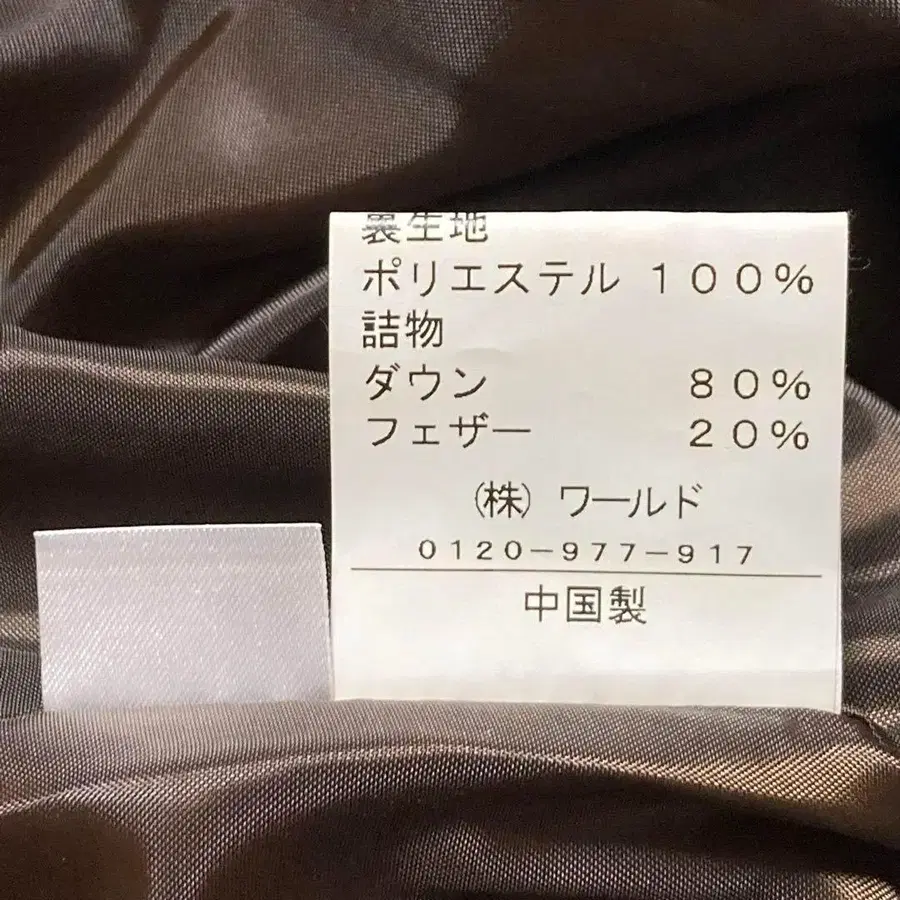 裏生地
ポリエステル 100%
詰物
ダウン 80%
フェザー 20%
(株) ワールド
0120-977-917
中国製